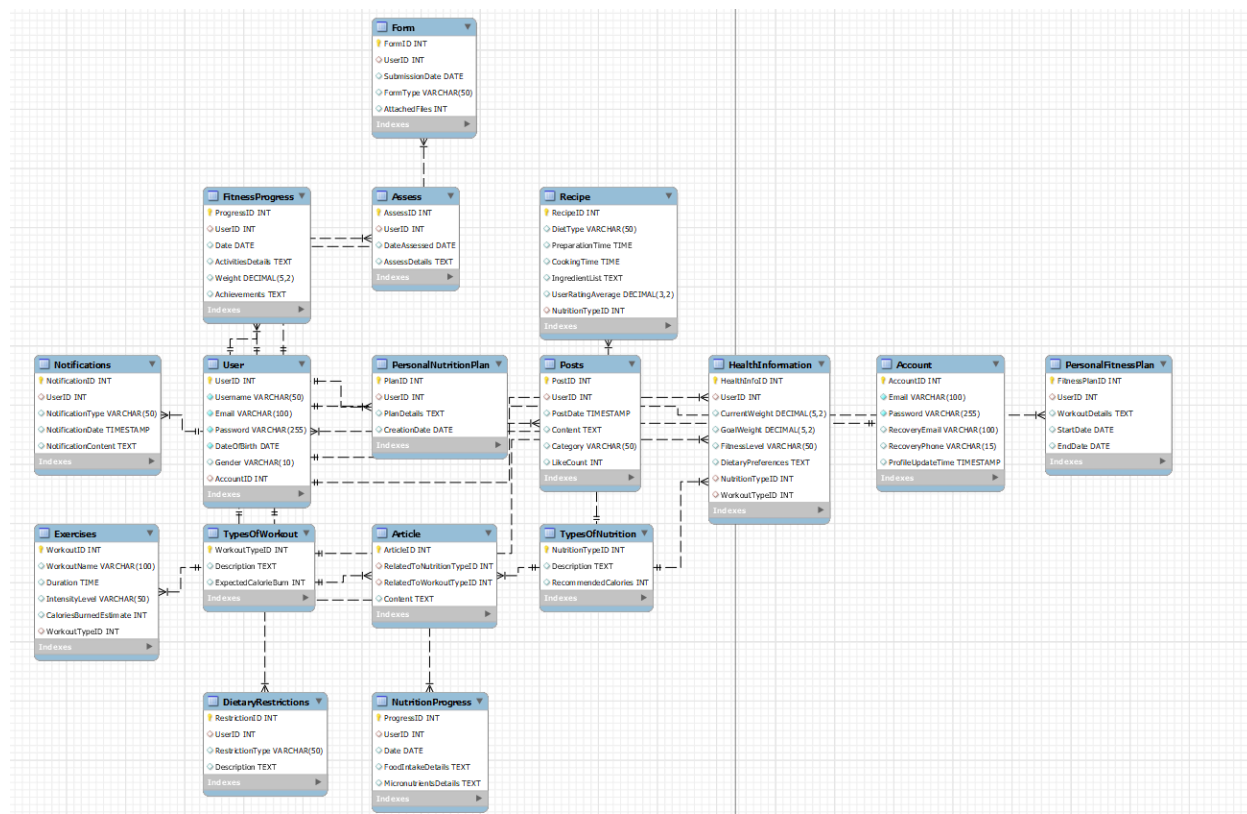 Form
FormID INT
UserID INT
SubmissionDate DATE
FormType VARCHAR(50)
AttachedFiles INT
Indexes
FitnessProgress
ProgressID INT
UserID INT
Date DATE
ActivitiesDetails TEXT
Weight DECIMAL(5,2)
Achievements TEXT
Indexes
Assess
AssessID INT
UserID INT
DateAssessed DATE
AssessDetails TEXT
Indexes
Recipe
RecipeID INT
DietType VARCHAR(50)
PreparationTime TIME
CookingTime TIME
IngredientList TEXT
UserRatingAverage DECIMAL(3,2)
NutritionTypeID INT
Indexes
Notifications
NotificationID INT
UserID INT
NotificationType VARCHAR(50)
NotificationDate TIMESTAMP
NotificationContent TEXT
Indexes
User
UserID INT
Username VARCHAR(50)
Email VARCHAR(100)
Password VARCHAR(255)
DateOfBirth DATE
Gender VARCHAR(10)
AccountID INT
Indexes
PersonalNutritionPlan
PlanID INT
UserID INT
PlanDetails TEXT
CreationDate DATE
Indexes
Posts
PostID INT
UserID INT
PostDate TIMESTAMP
Content TEXT
Category VARCHAR(50)
LikeCount INT
Indexes
HealthInformation
HealthInfoID INT
UserID INT
CurrentWeight DECIMAL(5,2)
GoalWeight DECIMAL(5,2)
FitnessLevel VARCHAR(50)
DietaryPreferences TEXT
NutritionTypeID INT
WorkoutTypeID INT
Indexes
Account
AccountID INT
Email VARCHAR(100)
Password VARCHAR(255)
RecoveryEmail VARCHAR(100)
RecoveryPhone VARCHAR(15)
ProfileUpdateTime TIMESTAMP
Indexes
PersonalFitnessPlan
FitnessPlanID INT
UserID INT
WorkoutDetails TEXT
StartDate DATE
EndDate DATE
Indexes
Exercises
WorkoutID INT
WorkoutName VARCHAR(100)
Duration TIME
IntensityLevel VARCHAR(50)
CaloriesBurnedEstimate INT
WorkoutTypeID INT
Indexes
TypesOfWorkout
WorkoutTypeID INT
Description TEXT
ExpectedCalorieBurn INT
Indexes
Article
ArticleID INT
RelatedToNutritionTypeID INT
RelatedToWorkoutTypeID INT
Content TEXT
Indexes
TypesOfNutrition
NutritionTypeID INT
Description TEXT
RecommendedCalories INT
Indexes
DietaryRestrictions
RestrictionID INT
UserID INT
RestrictionType VARCHAR(50)
Description TEXT
Indexes
NutritionProgress
ProgressID INT
UserID INT
Date DATE
FoodIntakeDetails TEXT
MicronutrientsDetails TEXT
Indexes